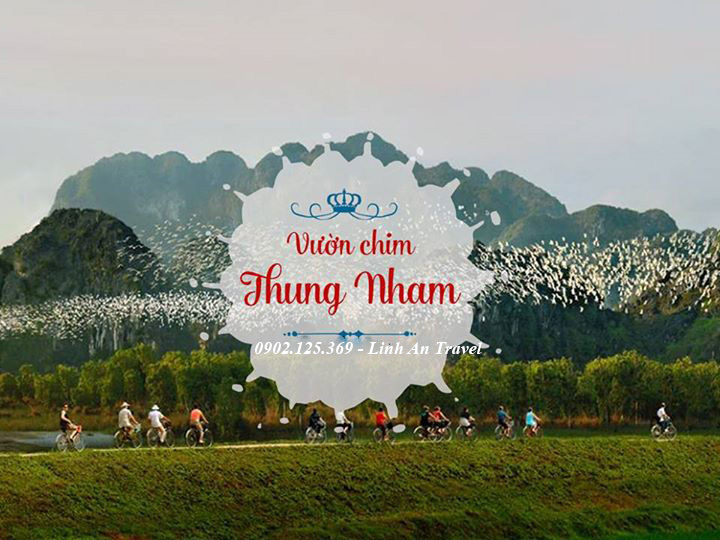 Vườn chim
Thung Nham
0902.125.369 - Linh An Travel